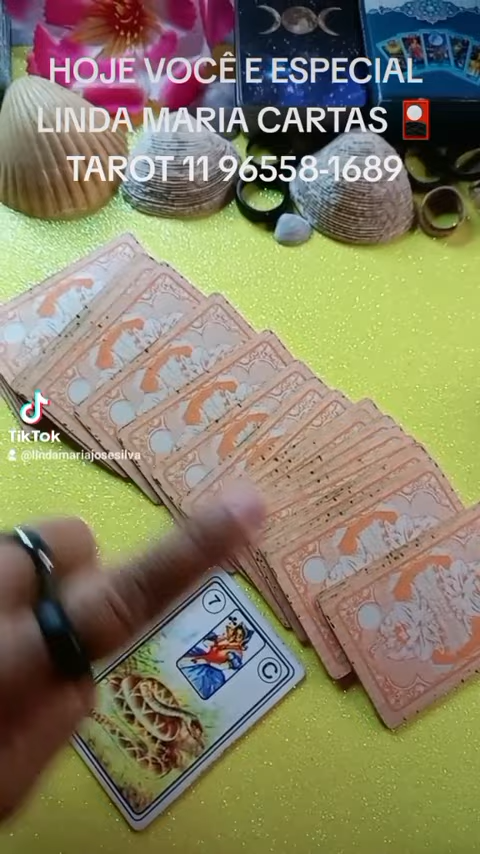 HOJE VOCÊ E ESPECIAL
LINDA MARIA CARTAS 🎴
TAROT 11 96558-1689
TikTok
@lindamariajosesilva
7
C